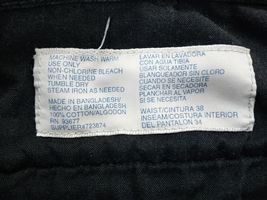 MACHINE WASH WARM
USE ONLY
NON-CHLORINE BLEACH
WHEN NEEDED
TUMBLE DRY
STEAM IRON AS NEEDED
MADE IN BANGLADESH/
HECHO EN BANGLADESH
100% COTTON/ALGODON
RN 93677
SUPPLIER#723874
LAVAR EN LAVADORA
CON AGUA TIBIA
USAR SOLAMENTE
BLANQUEADOR SIN CLORO
CUANDO SE NECESITE
SECAR EN SECADORA
PLANCHAR AL VAPOR
SI SE NECESITE
WAIST/CINTURA 38
INSEAM/COSTURA INTERIOR
DEL PANTALON 34